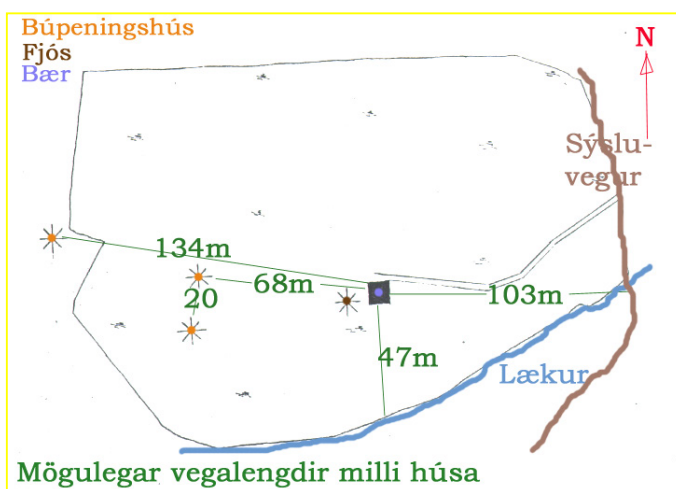 Búpeningshús
Fjós
Bær
N
Sýslu-
vegur
134m
68m
20
103m
47m
Lækur
Mögulegar vegalengdir milli húsa